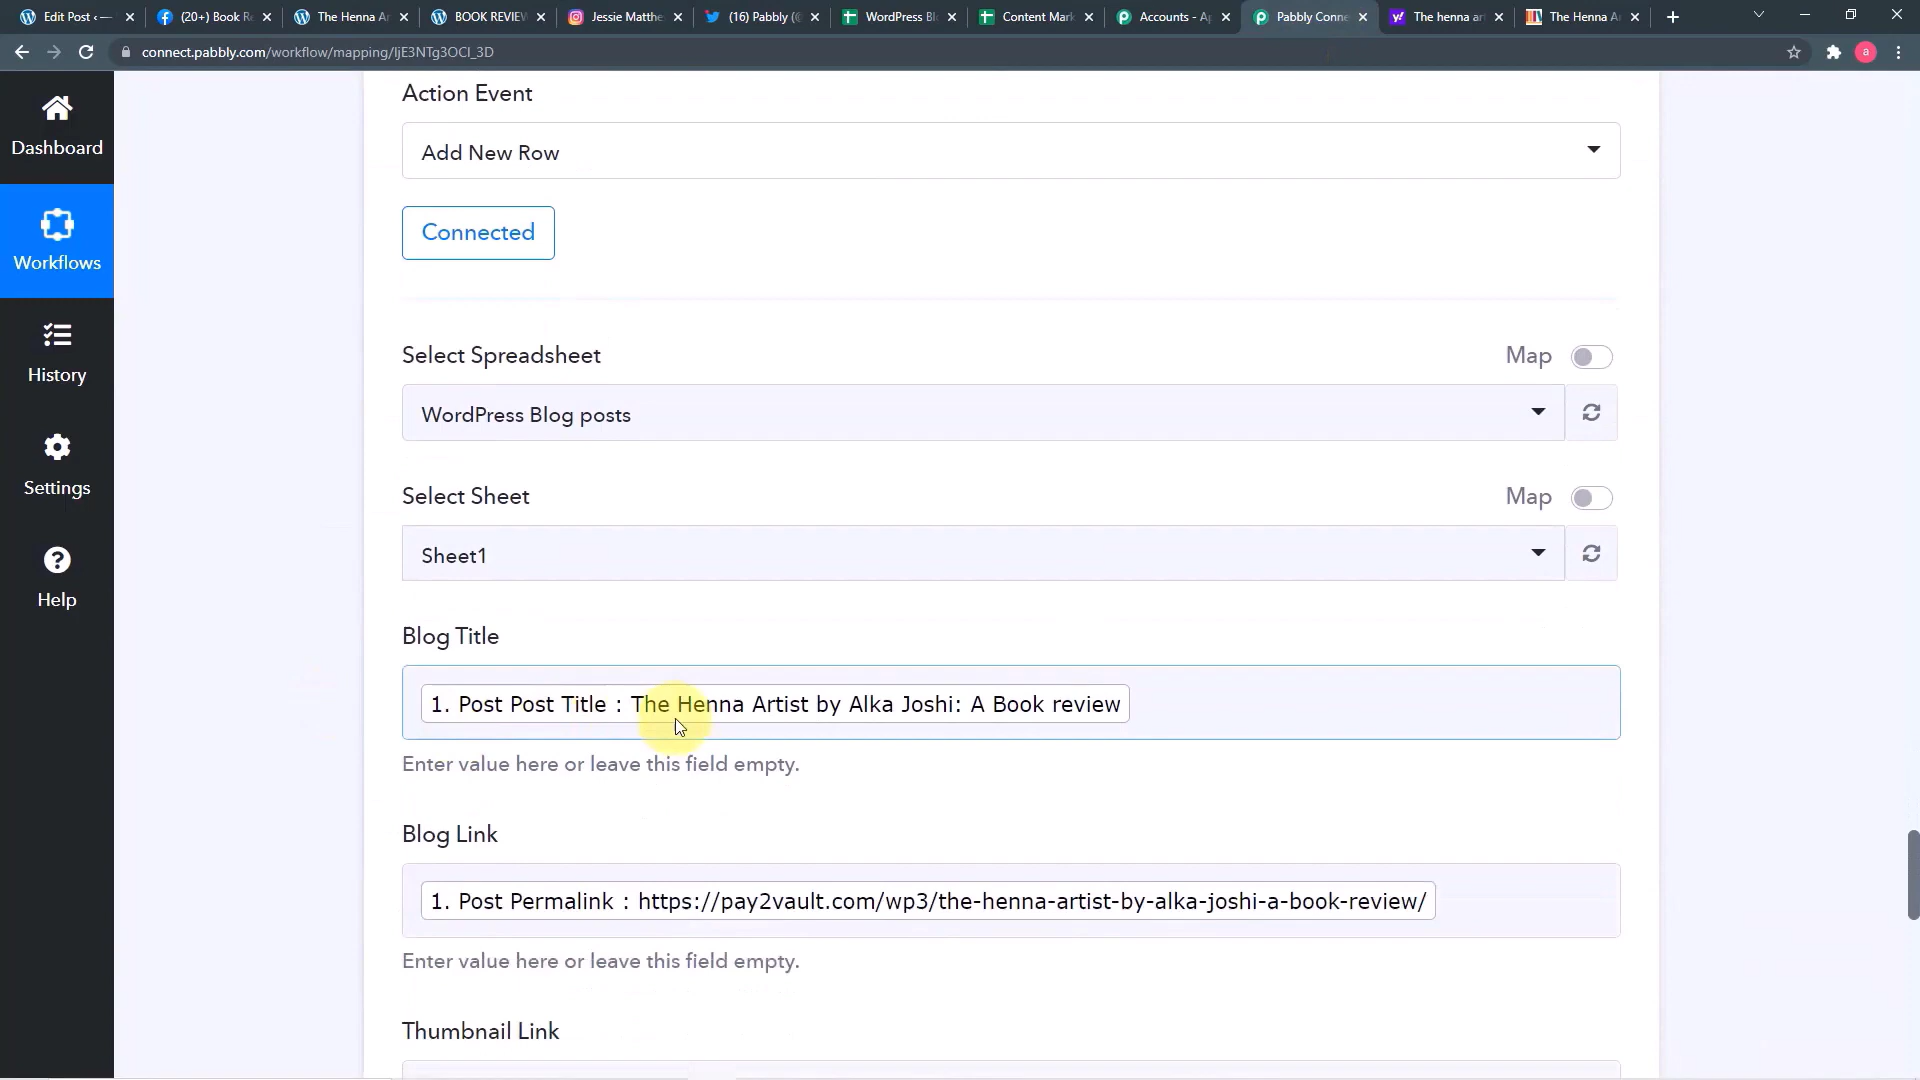 Edit Post ‹ —
(20+) Book R
The Henna Ar
BOOK REVIEW
Jessie Matthe
(16) Pabbly (@
WordPress Bl
Content Mark
Accounts - Ap
Pabbly Conne
The henna ar
The Henna A
connect.pabbly.com/workflow/mapping/IjE3NTg3OCI_3D
a
Dashboard
Workflows
History
Settings
Help
Action Event
Add New Row
Connected
Select Spreadsheet
Map
WordPress Blog posts
Select Sheet
Map
Sheet1
Blog Title
1. Post Post Title : The Henna Artist by Alka Joshi: A Book review
Enter value here or leave this field empty.
Blog Link
1. Post Permalink : https://pay2vault.com/wp3/the-henna-artist-by-alka-joshi-a-book-review/
Enter value here or leave this field empty.
Thumbnail Link